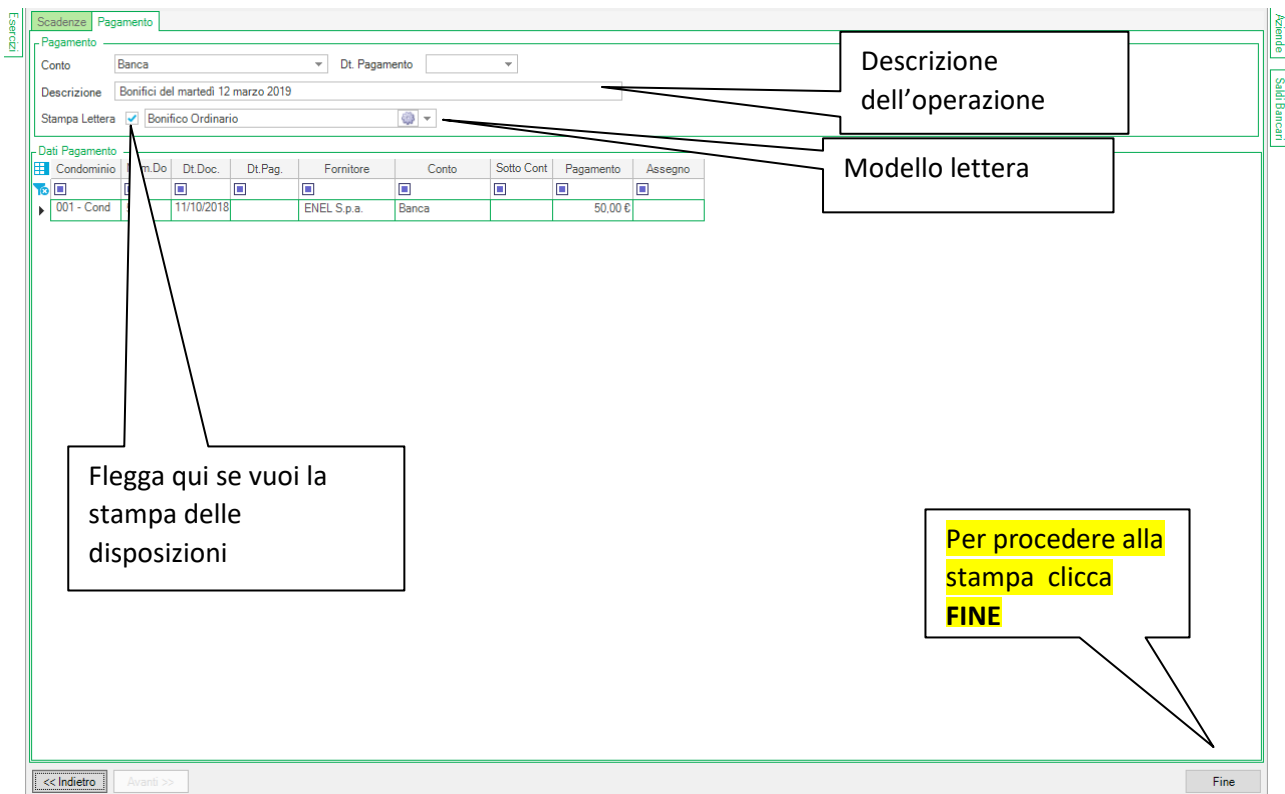 Esercizi
Scadenze Pagamento
Pagamento
Conto Banca Dt. Pagamento
Descrizione Bonifici del martedì 12 marzo 2019
Stampa Lettera Bonifico Ordinario
Descrizione
dell’operazione
Modello lettera
Aziende
Saldi Bancari
Dati Pagamento
Condominio m.Do Dt.Doc. Dt.Pag. Fornitore Conto Sotto Cont Pagamento Assegno
001 - Cond 11/10/2018 ENEL S.p.a. Banca 50,00 €
Flegga qui se vuoi la
stampa delle
disposizioni
Per procedere alla
stampa clicca
FINE
<< Indietro Avanti >> Fine